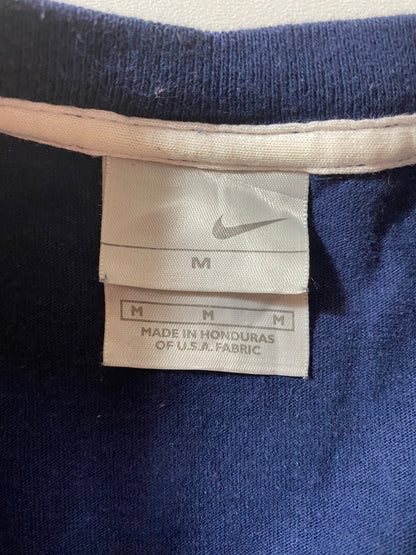 M
M M M
MADE IN HONDURAS
OF U.S.A. FABRIC